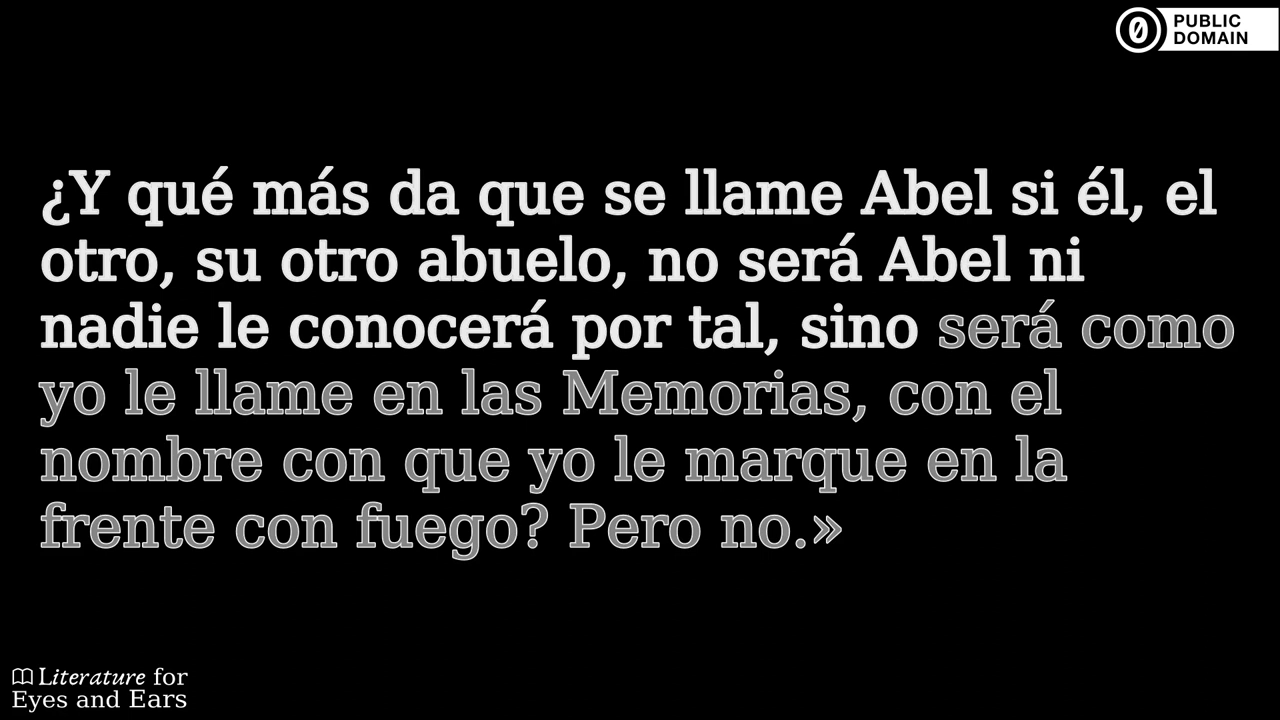 PUBLIC
DOMAIN
¿Y qué más da que se llame Abel si él, el
otro, su otro abuelo, no será Abel ni
nadie le conocerá por tal, sino será como
yo le llame en las Memorias, con el
nombre con que yo le marque en la
frente con fuego? Pero no.»
Literature for
Eyes and Ears